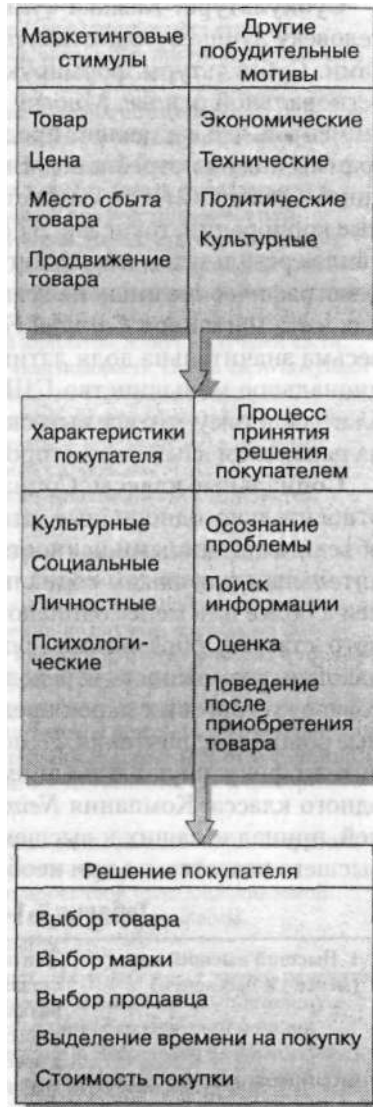 Маркетинговые
стимулы
Другие
побудительные
мотивы
Товар
Цена
Место сбыта
товара
Продвижение
товара
Экономические
Технические
Политические
Культурные
Характеристики
покупателя
Процесс
принятия
решения
покупателем
Культурные
Социальные
Личностные
Психологи-
ческие
Осознание
проблемы
Поиск
информации
Оценка
Поведение
после
приобретения
товара
Решение покупателя
Выбор товара
Выбор марки
Выбор продавца
Выделение времени на покупку
Стоимость покупки